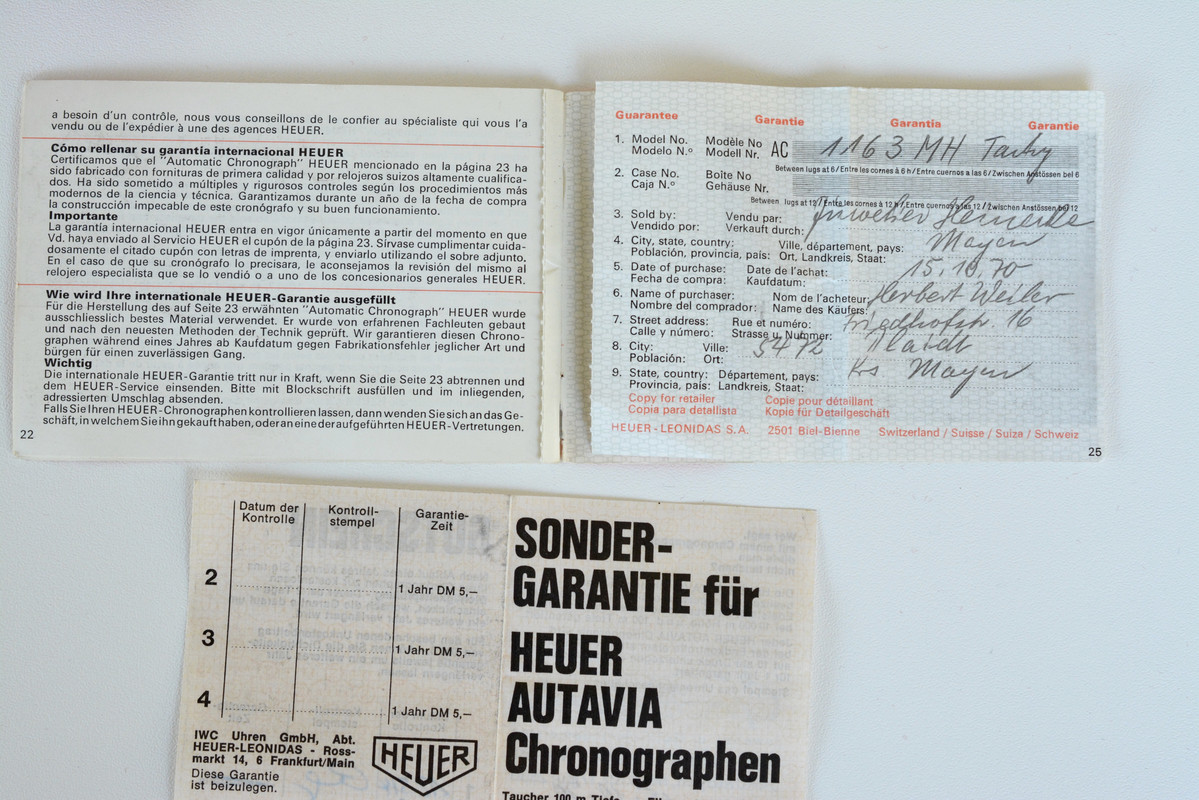 a besoin d'un contrôle, nous vous conseillons de le confier au spécialiste qui vous l'a
vendu ou de l'expédier à une des agences HEUER.
Cómo rellenar su garantía internacional HEUER
Certificamos que el "Automatic Chronograph" HEUER mencionado en la página 23 ha
sido fabricado con fornituras de primera calidad y por relojeros suizos altamente cualifica-
dos. Ha sido sometido a múltiples y rigurosos controles según los procedimientos más
modernos de la ciencia y técnica. Garantizamos durante un año de la fecha de compra
la construcción impecable de este cronógrafo y su buen funcionamiento.
Importante
La garantía internacional HEUER entra en vigor únicamente a partir del momento en que
Vd. haya enviado al Servicio HEUER el cupón de la página 23. Sírvase cumplimentar cuida-
dosamente el citado cupón con letras de imprenta, y enviarlo utilizando el sobre adjunto.
En el caso de que su cronógrafo lo precisara, le aconsejamos la revisión del mismo al
relojero especialista que se lo vendió o a uno de los concesionarios generales HEUER.
Wie wird Ihre internationale HEUER-Garantie ausgefüllt
Für die Herstellung des auf Seite 23 erwähnten "Automatic Chronograph" HEUER wurde
ausschliesslich bestes Material verwendet. Er wurde von erfahrenen Fachleuten gebaut
und nach den neuesten Methoden der Technik geprüft. Wir garantieren diesen Chrono-
graphen während eines Jahres ab Kaufdatum gegen Fabrikationsfehler jeglicher Art und
bürgen für einen zuverlässigen Gang.
Wichtig
Die internationale HEUER-Garantie tritt nur in Kraft, wenn Sie die Seite 23 abtrennen und
dem HEUER-Service einsenden. Bitte mit Blockschrift ausfüllen und im inliegenden,
adressierten Umschlag absenden.
Falls Sie Ihren HEUER-Chronographen kontrollieren lassen, dann wenden Sie sich an das Ge-
schäft, in welchem Sie ihn gekauft haben, oder an eine der aufgeführten HEUER-Vertretungen.
22
Guarantee Garantie Garantia Garantie
1. Model No. Modèle No AC 1163 MH Tachy
Modelo N.º Modell Nr.
Between lugs at 6/Entre les cornes à 6 h/Entre cuernos a las 6/Zwischen Anstössen bei 6
2. Case No. Boîte No
Caja N.º Gehäuse Nr.
Between lugs at 12/Entre les cornes à 12 h/Entre cuernos a las 12/Zwischen Anstössen bei 12
3. Sold by: Vendu par: Juwelier
Vendido por: Verkauft durch:
4. City, state, country: Ville, département, pays: Mayen
Población, provincia, país: Ort, Landkreis, Staat:
5. Date of purchase: Date de l'achat: 15.10.70
Fecha de compra: Kaufdatum:
6. Name of purchaser: Nom de l'acheteur: Herbert Weiler
Nombre del comprador: Name des Käufers:
7. Street address: Rue et numéro: Friedhofstr. 16
Calle y número: Strasse u. Nummer:
8. City: Ville: 5472 Plaidt
Población: Ort:
9. State, country: Département, pays: Krs Mayen
Provincia, país: Landkreis, Staat:
Copy for retailer Copie pour détaillant
Copia para detallista Kopie für Detailgeschäft
HEUER-LEONIDAS S.A. 2501 Biel-Bienne Switzerland / Suisse / Suiza / Schweiz
25
Datum der Kontrolle
Kontroll-stempel
Garantie-Zeit
2 1 Jahr DM 5,—
3 1 Jahr DM 5,—
4 1 Jahr DM 5,—
IWC Uhren GmbH, Abt.
HEUER-LEONIDAS - Ross-
markt 14, 6 Frankfurt/Main
Diese Garantie
ist beizulegen.
HEUER
SONDER-
GARANTIE für
HEUER
AUTAVIA
Chronographen
Taucher 100 m Tiefe